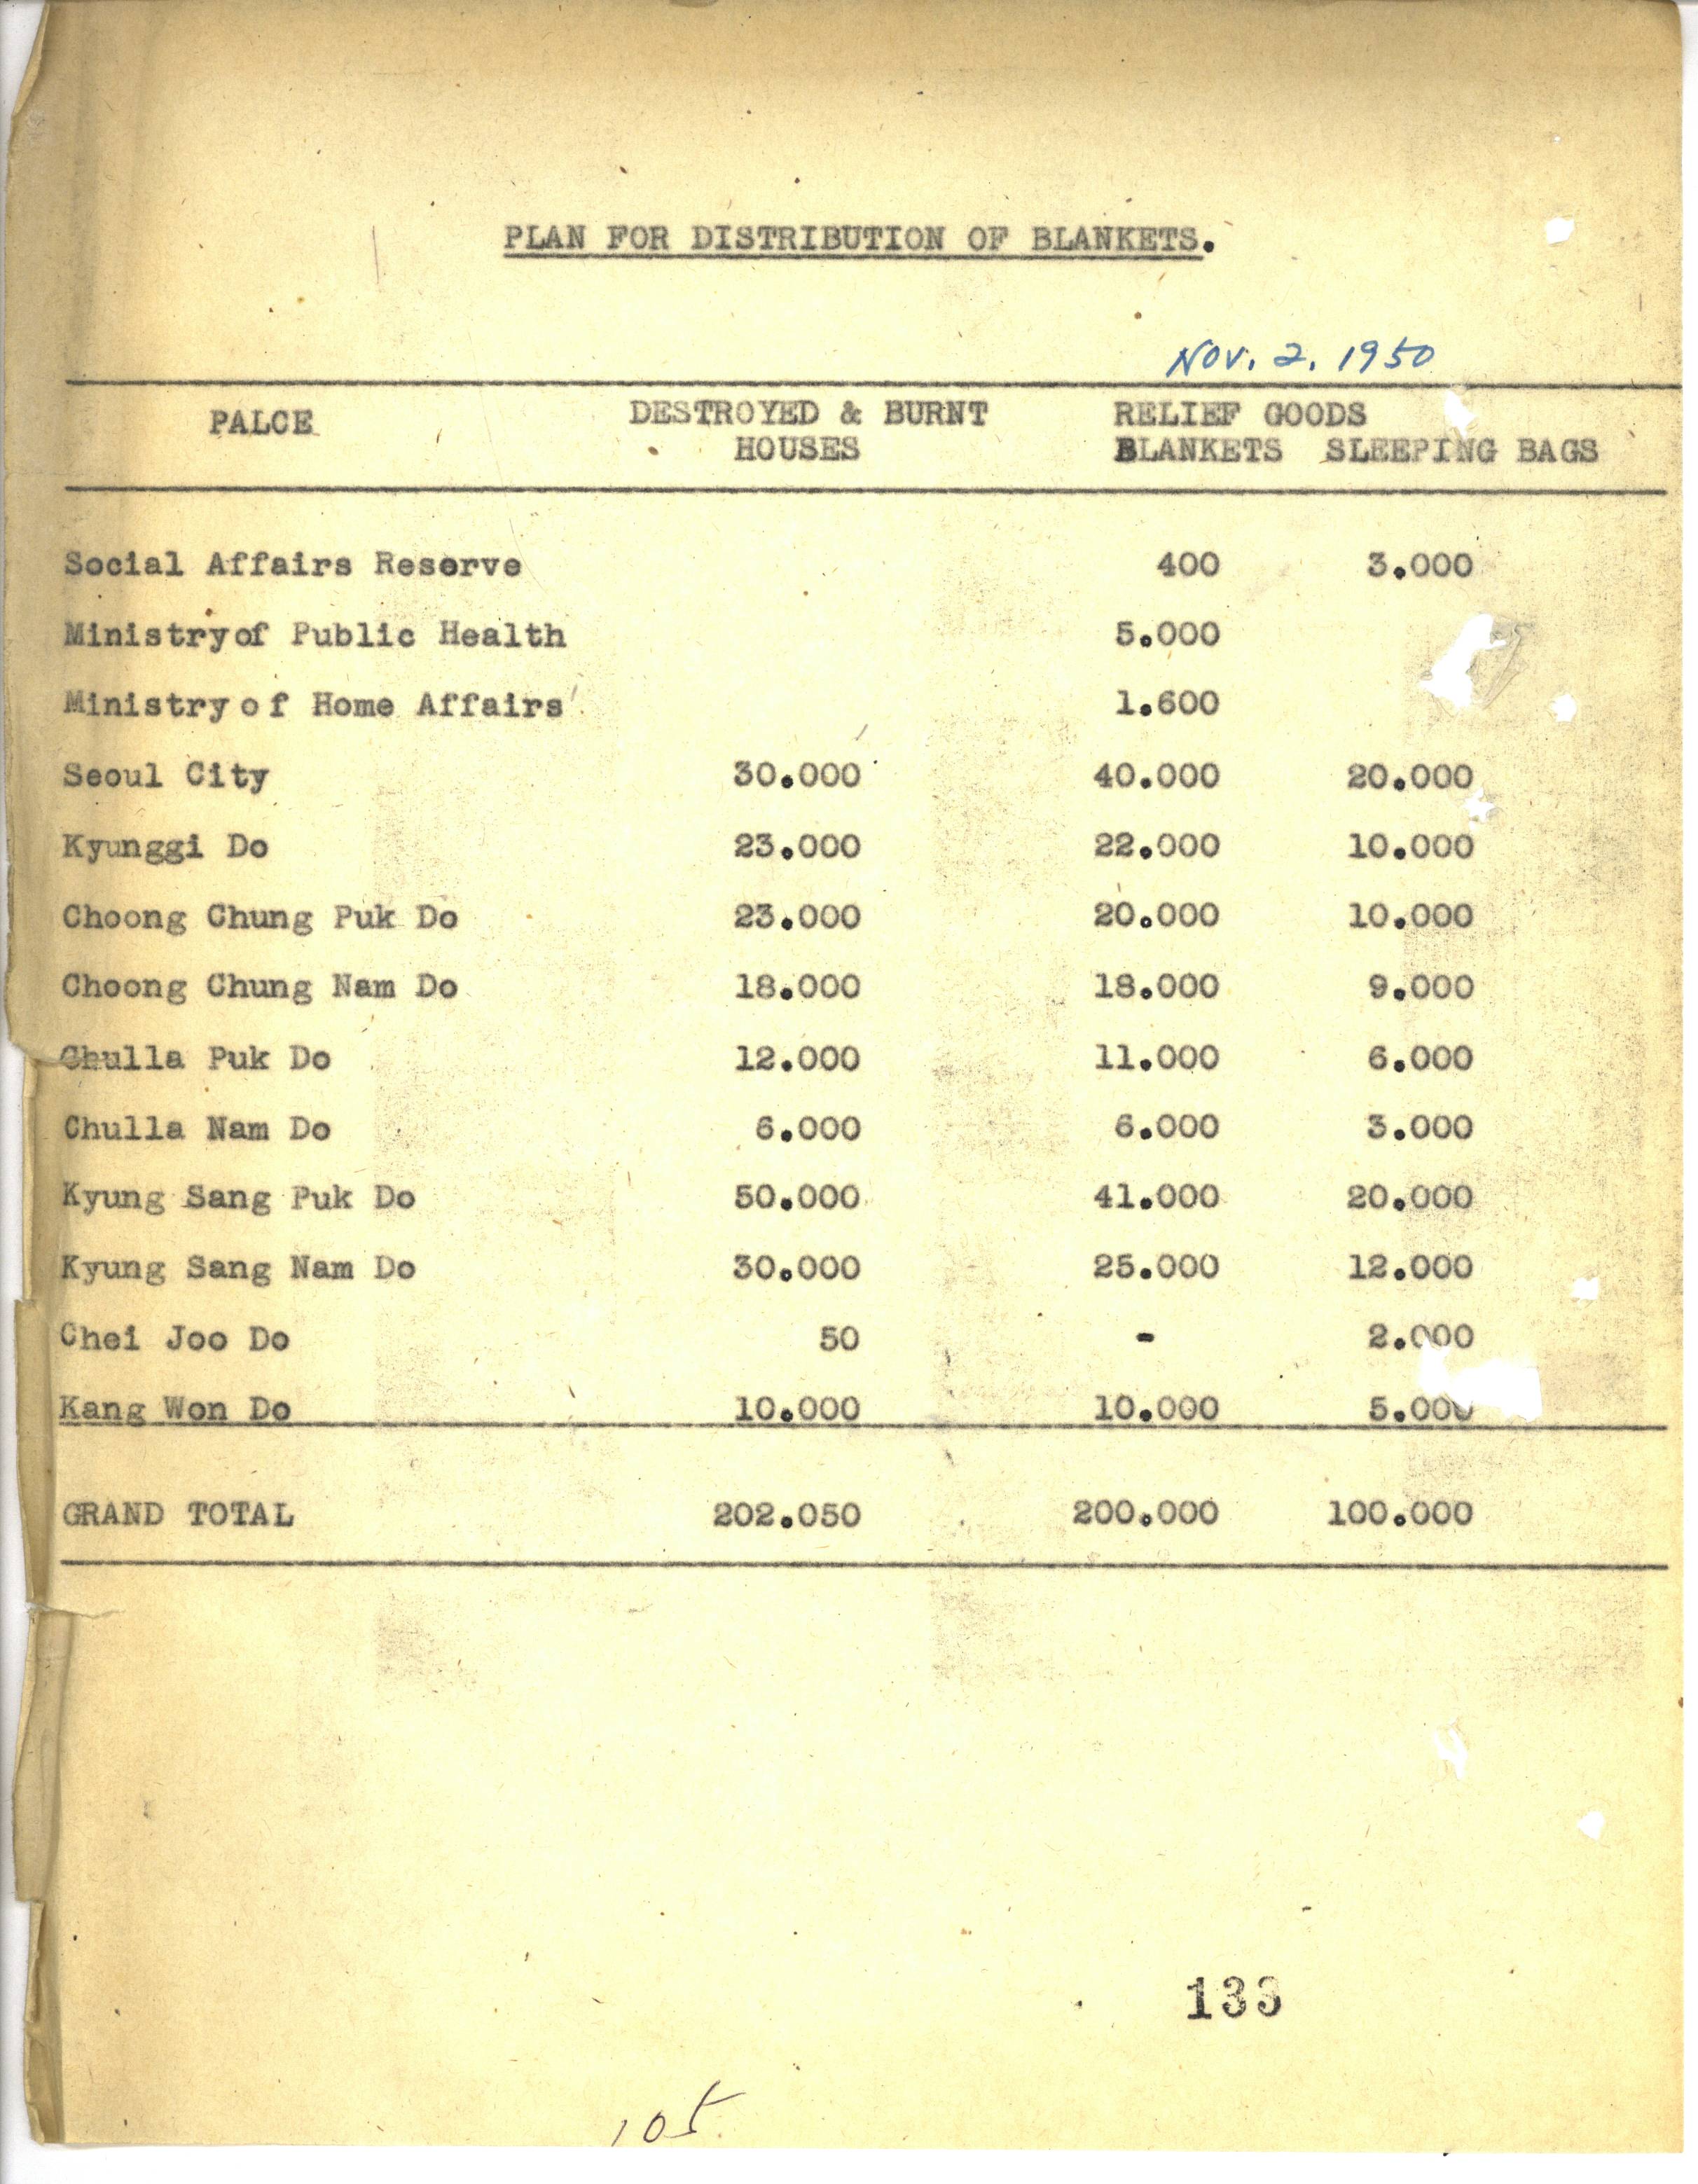 PLAN FOR DISTRIBUTION OF BLANKETS.
NOV. 2. 1950
PALCE DESTROYED & BURNT RELIEF GOODS
HOUSES BLANKETS SLEEPING BAGS
Social Affairs Reserve 400 3.000
Ministryof Public Health 5.000
Ministry of Home Affairs 1.600
Seoul City 30.000 40.000 20.000
Kyunggi Do 23.000 22.000 10.000
Choong Chung Puk Do 23.000 20.000 10.000
Choong Chung Nam Do 18.000 18.000 9.000
Chulla Puk Do 12.000 11.000 6.000
Chulla Nam Do 6.000 6.000 3.000
Kyung Sang Puk Do 50.000 41.000 20.000
Kyung Sang Nam Do 30.000 25.000 12.000
Chei Joo Do 50 - 2.000
Kang Won Do 10.000 10.000 5.000
GRAND TOTAL 202.050 200.000 100.000
133
105